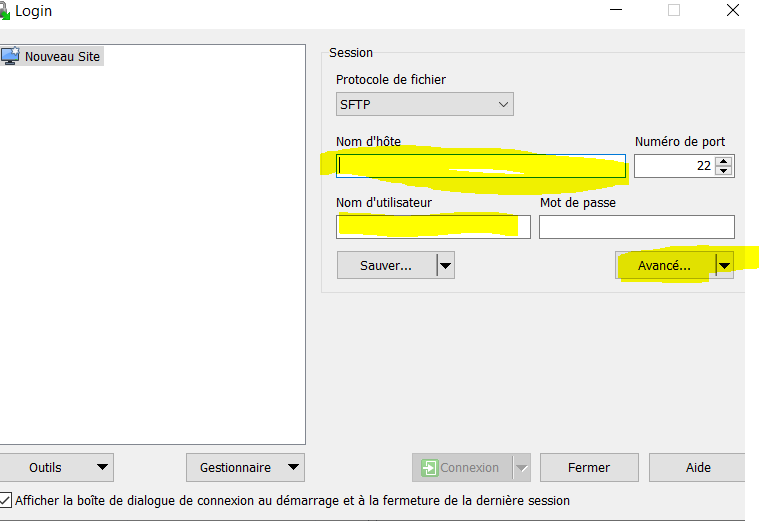 Login
Nouveau Site
Session
Protocole de fichier
SFTP
Nom d'hôte
Numéro de port
22
Nom d'utilisateur
Mot de passe
Sauver...
Avancé...
Outils
Gestionnaire
Connexion
Fermer
Aide
Afficher la boîte de dialogue de connexion au démarrage et à la fermeture de la dernière session